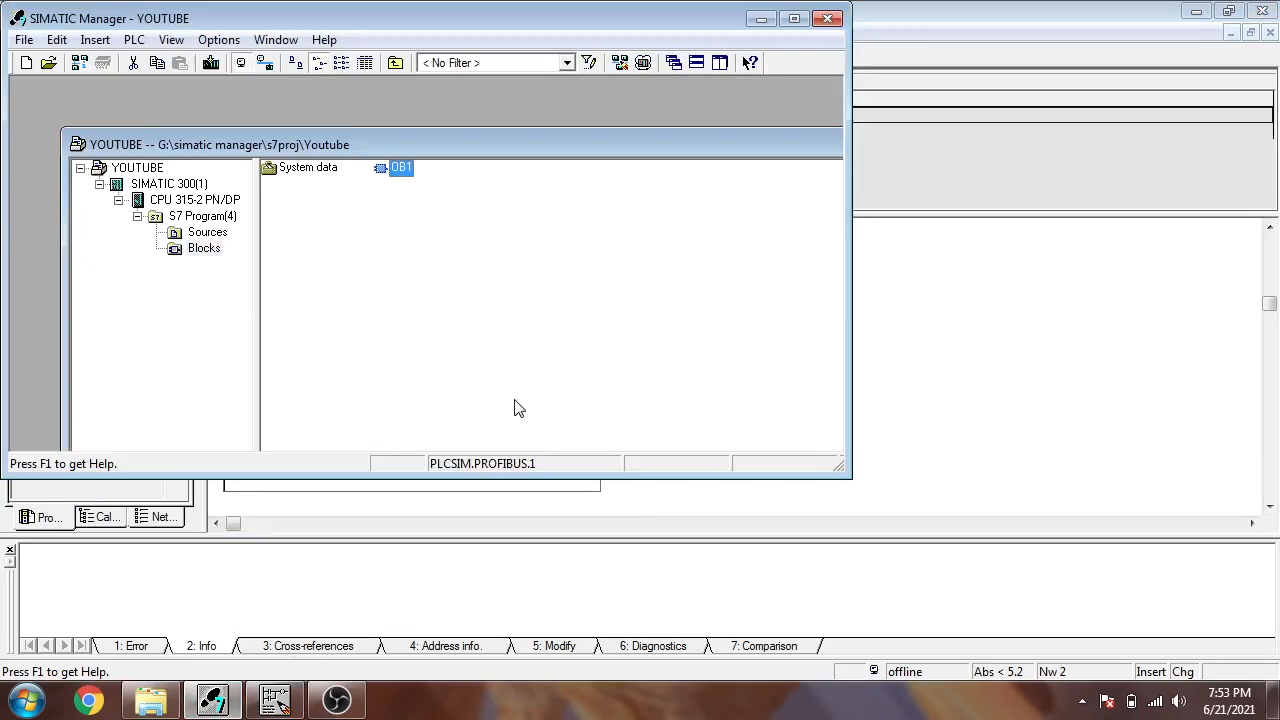 SIMATIC Manager - YOUTUBE
File Edit Insert PLC View Options Window Help
< No Filter >
YOUTUBE -- G:\simatic manager\s7proj\Youtube
YOUTUBE
SIMATIC 300(1)
CPU 315-2 PN/DP
S7 Program(4)
Sources
Blocks
System data OB1
Press F1 to get Help. PLCSIM.PROFIBUS.1
Pro... Cal... Net...
1: Error 2: Info 3: Cross-references 4: Address info. 5: Modify 6: Diagnostics 7: Comparison
Press F1 to get Help. offline Abs < 5.2 Nw 2 Insert Chg
7:53 PM
6/21/2021